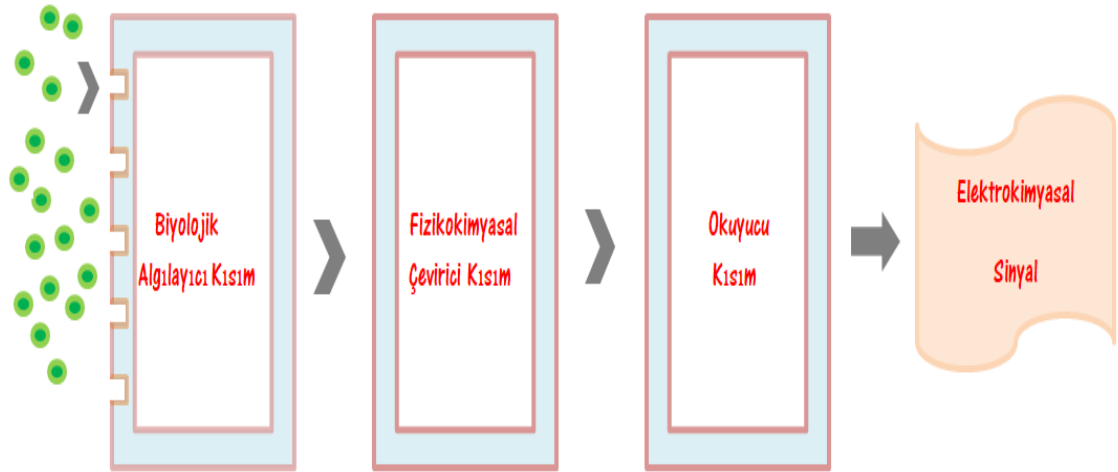 Biyolojik
Algılayıcı Kısım
Fizikokimyasal
Çevirici Kısım
Okuyucu
Kısım
Elektrokimyasal
Sinyal